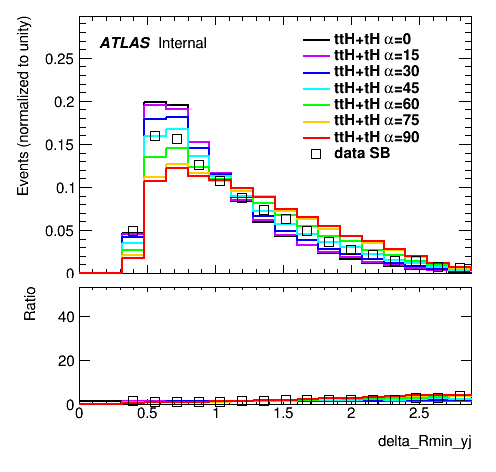 Events (normalized to unity)
0.25
0.2
0.15
0.1
0.05
0
ATLAS Internal
ttH+tH α=0
ttH+tH α=15
ttH+tH α=30
ttH+tH α=45
ttH+tH α=60
ttH+tH α=75
ttH+tH α=90
data SB
Ratio
40
20
0
0 0.5 1 1.5 2 2.5
delta_Rmin_yj